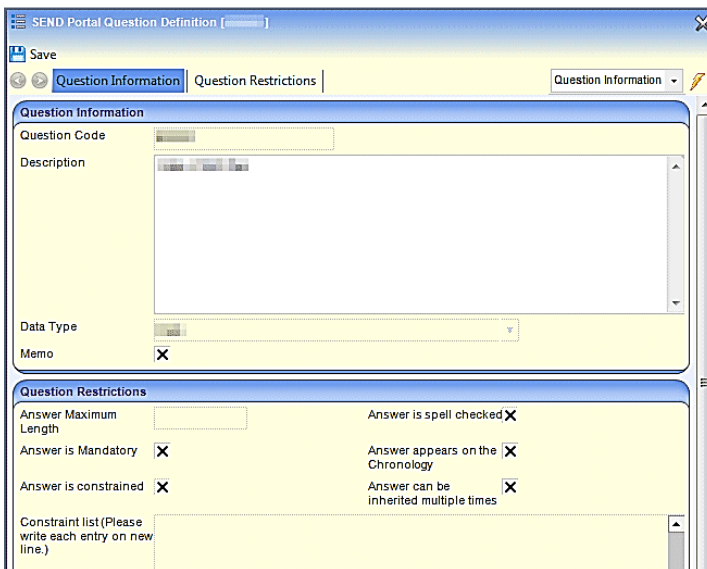 SEND Portal Question Definition [ ]
Save
Question Information Question Restrictions Question Information
Question Information
Question Code
Description
Data Type
Memo
Question Restrictions
Answer Maximum Answer is spell checked
Length
Answer is Mandatory Answer appears on the
Chronology
Answer is constrained Answer can be
inherited multiple times
Constraint list (Please
write each entry on new
line.)